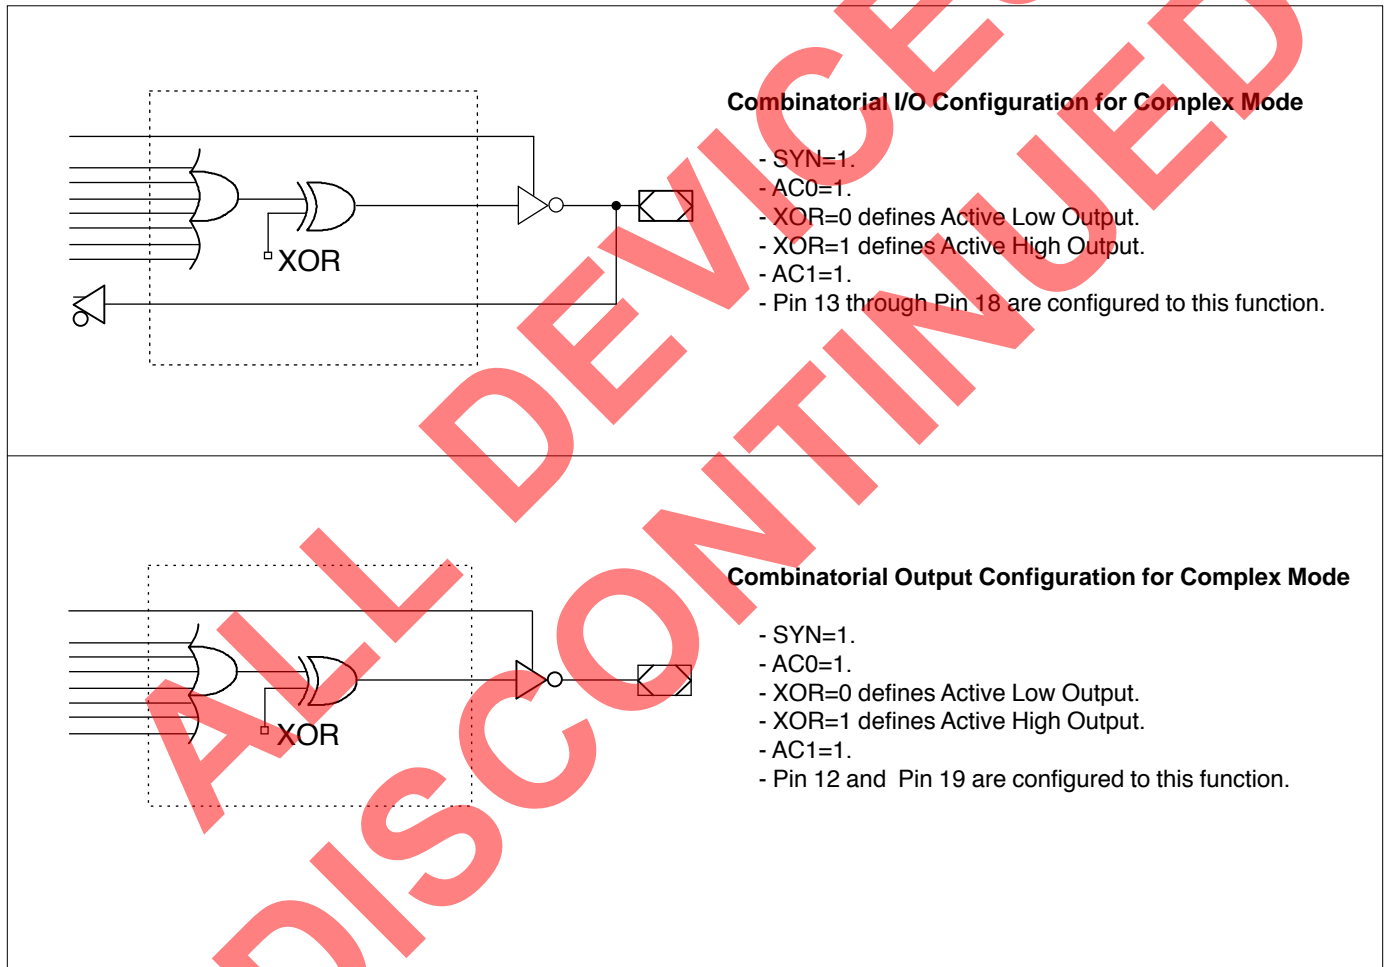 Combinatorial I/O Configuration for Complex Mode
- SYN=1.
- AC0=1.
- XOR=0 defines Active Low Output.
- XOR=1 defines Active High Output.
- AC1=1.
- Pin 13 through Pin 18 are configured to this function.
XOR
Combinatorial Output Configuration for Complex Mode
- SYN=1.
- AC0=1.
- XOR=0 defines Active Low Output.
- XOR=1 defines Active High Output.
- AC1=1.
- Pin 12 and  Pin 19 are configured to this function.
XOR
ALL DEVICES
DISCONTINUED